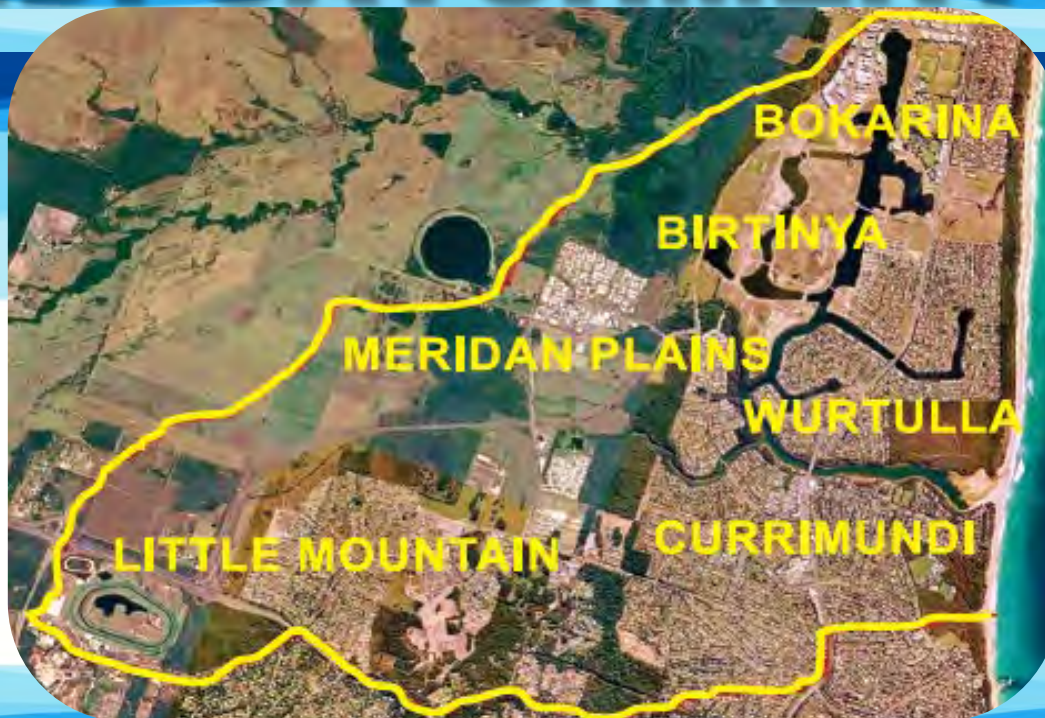 BOKARINA
BIRTINYA
MERIDAN PLAINS
WURTULLA
LITTLE MOUNTAIN
CURRIMUNDI